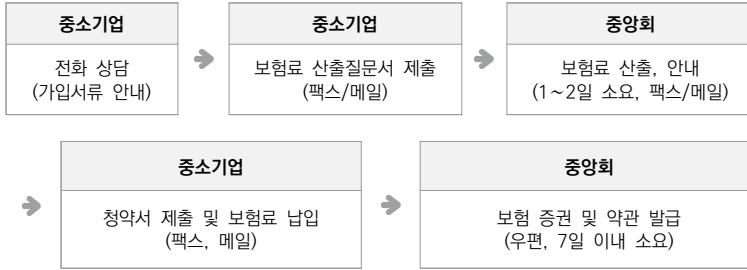 중소기업
전화 상담
(가입서류 안내)
중소기업
보험료 산출질문서 제출
(팩스/메일)
중앙회
보험료 산출, 안내
(1～2일 소요, 팩스/메일)
중소기업
청약서 제출 및 보험료 납입
(팩스, 메일)
중앙회
보험 증권 및 약관 발급
(우편, 7일 이내 소요)